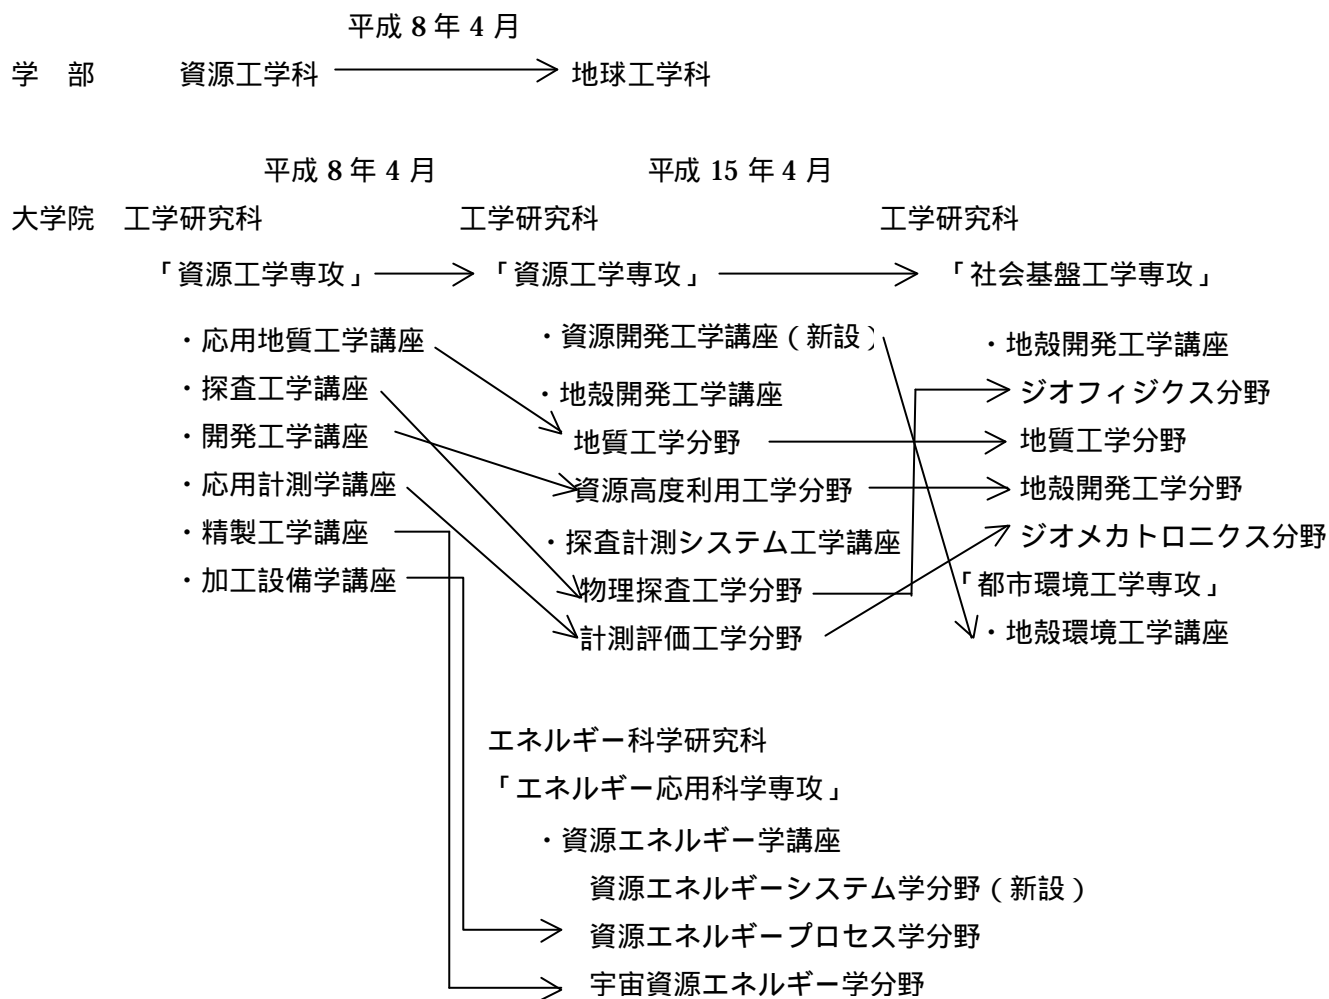 平成 8 年 4 月
学 部 資源工学科 地球工学科
平成 8 年 4 月 平成 15 年 4 月
大学院 工学研究科 工学研究科 工学研究科
「資源工学専攻」 「資源工学専攻」 「社会基盤工学専攻」
・応用地質工学講座 ・資源開発工学講座（新設） ・地殻開発工学講座
・探査工学講座 ・地殻開発工学講座 ジオフィジクス分野
・開発工学講座 地質工学分野 地質工学分野
・応用計測学講座 資源高度利用工学分野 地殻開発工学分野
・精製工学講座 ・探査計測システム工学講座 ジオメカトロニクス分野
・加工設備学講座 物理探査工学分野 「都市環境工学専攻」
計測評価工学分野 ・地殻環境工学講座
エネルギー科学研究科
「エネルギー応用科学専攻」
・資源エネルギー学講座
資源エネルギーシステム学分野（新設）
資源エネルギープロセス学分野
宇宙資源エネルギー学分野